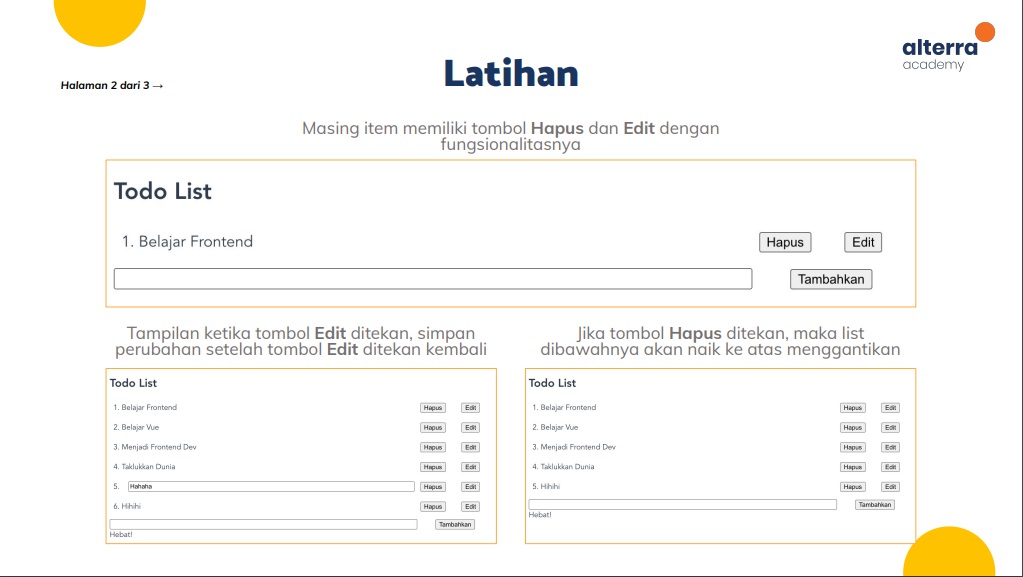 alterra
academy
Latihan
Halaman 2 dari 3 →
Masing item memiliki tombol Hapus dan Edit dengan
fungsionalitasnya
Todo List
1. Belajar Frontend Hapus Edit
Tambahkan
Tampilan ketika tombol Edit ditekan, simpan
perubahan setelah tombol Edit ditekan kembali
Todo List
1. Belajar Frontend Hapus Edit
2. Belajar Vue Hapus Edit
3. Menjadi Frontend Dev Hapus Edit
4. Taklukkan Dunia Hapus Edit
5. Hahaha Hapus Edit
6. Hihihi Hapus Edit
Tambahkan
Hebat!
Jika tombol Hapus ditekan, maka list
dibawahnya akan naik ke atas menggantikan
Todo List
1. Belajar Frontend Hapus Edit
2. Belajar Vue Hapus Edit
3. Menjadi Frontend Dev Hapus Edit
4. Taklukkan Dunia Hapus Edit
5. Hihihi Hapus Edit
Tambahkan
Hebat!